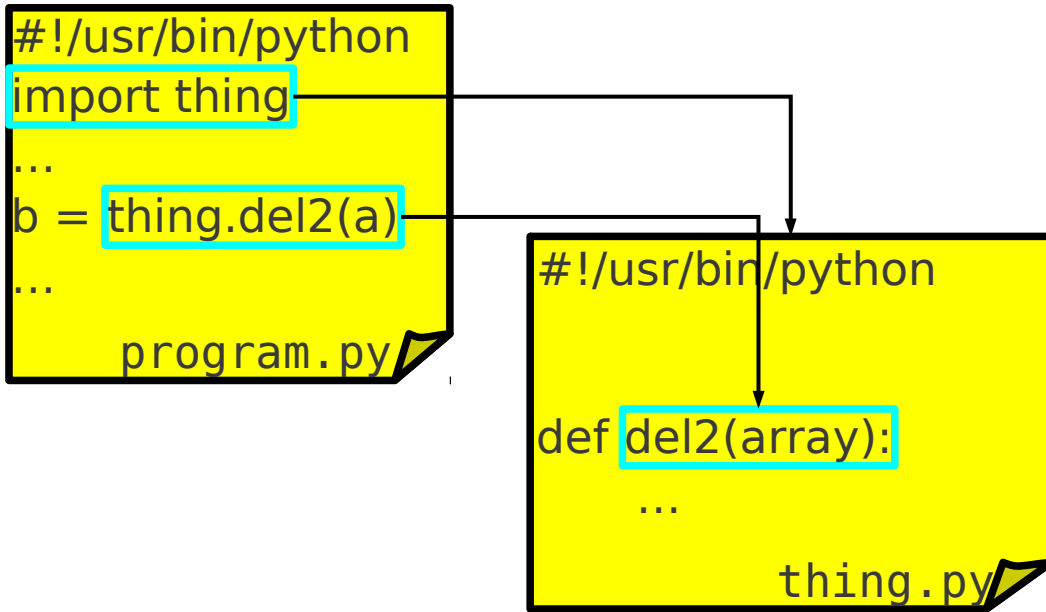 #!/usr/bin/python
import thing
...
b = thing.del2(a)
...
program.py
#!/usr/bin/python
def del2(array):
...
thing.py